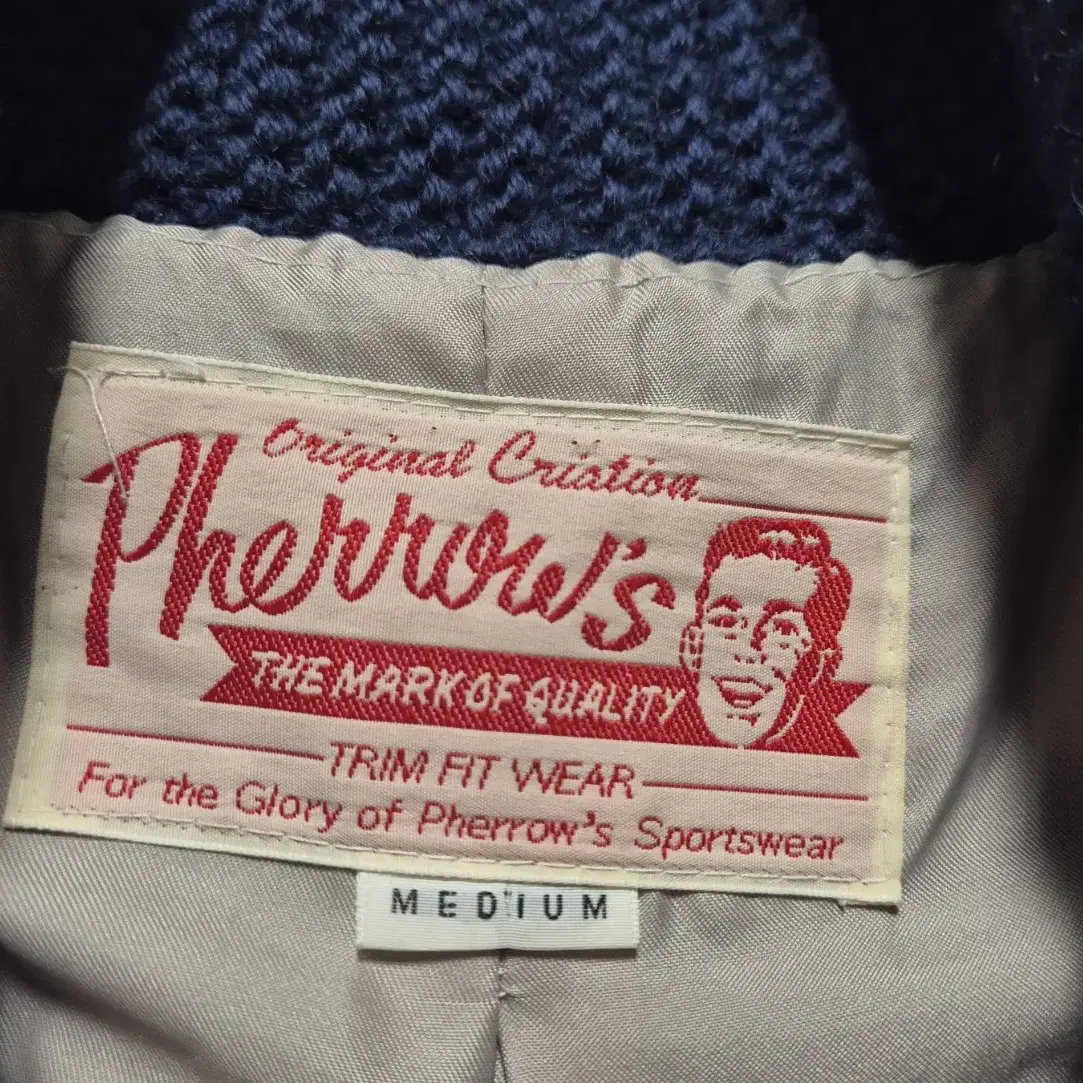 Original Criation
Pherrow's
THE MARK OF QUALITY
TRIM FIT WEAR
For the Glory of Pherrow's Sportswear
MEDIUM